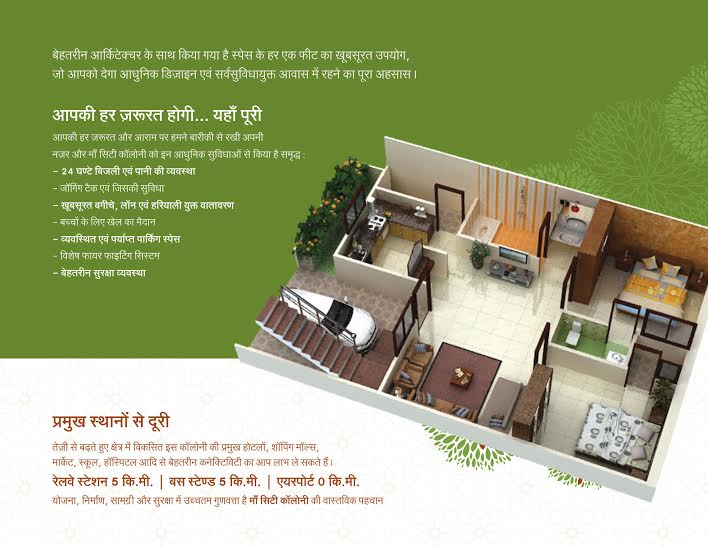 बेहतरीन आर्किटेक्चर के साथ किया गया है स्पेस के हर एक फीट का खूबसूरत उपयोग,
जो आपको देगा आधुनिक डिजाइन एवं सर्वसुविधायुक्त आवास में रहने का पूरा अहसास।
आपकी हर ज़रूरत होगी... यहाँ पूरी
आपकी हर ज़रूरत और आराम पर हमने बारीकी से रखी अपनी
नज़र और माँ सिटी कॉलोनी को इन आधुनिक सुविधाओं से किया है समृद्ध :
– 24 घण्टे बिजली एवं पानी की व्यवस्था
– जॉगिंग टैक एवं जिसकी सुविधा
– खूबसूरत बगीचे, लॉन एवं हरियाली युक्त वातावरण
– बच्चों के लिए खेल का मैदान
– व्यवस्थित एवं पर्याप्त पार्किंग स्पेस
– विशेष फायर फाइटिंग सिस्टम
– बेहतरीन सुरक्षा व्यवस्था
प्रमुख स्थानों से दूरी
तेज़ी से बढ़ते हुए क्षेत्र में विकसित इस कॉलोनी की प्रमुख होटलों, शॉपिंग मॉल्स,
मार्केट, स्कूल, हॉस्पिटल आदि से बेहतरीन कनेक्टिविटी का आप लाभ ले सकते हैं।
रेलवे स्टेशन 5 कि.मी. | बस स्टेण्ड 5 कि.मी. | एयरपोर्ट 0 कि.मी.
योजना, निर्माण, सामग्री और सुरक्षा में उच्चतम गुणवत्ता है माँ सिटी कॉलोनी की वास्तविक पहचान